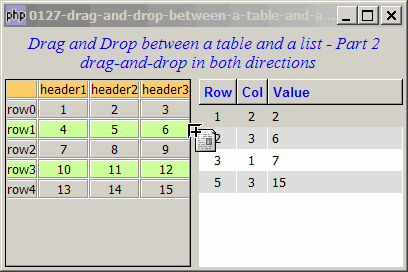 php 0127-drag-and-drop-between-a-table-and-a...
Drag and Drop between a table and a list - Part 2
drag-and-drop in both directions
header1 header2 header3
row0 1 2 3
row1 4 5 6
row2 7 8 9
row3 10 11 12
row4 13 14 15
Row Col Value
1 2 2
2 3 6
3 1 7
5 3 15